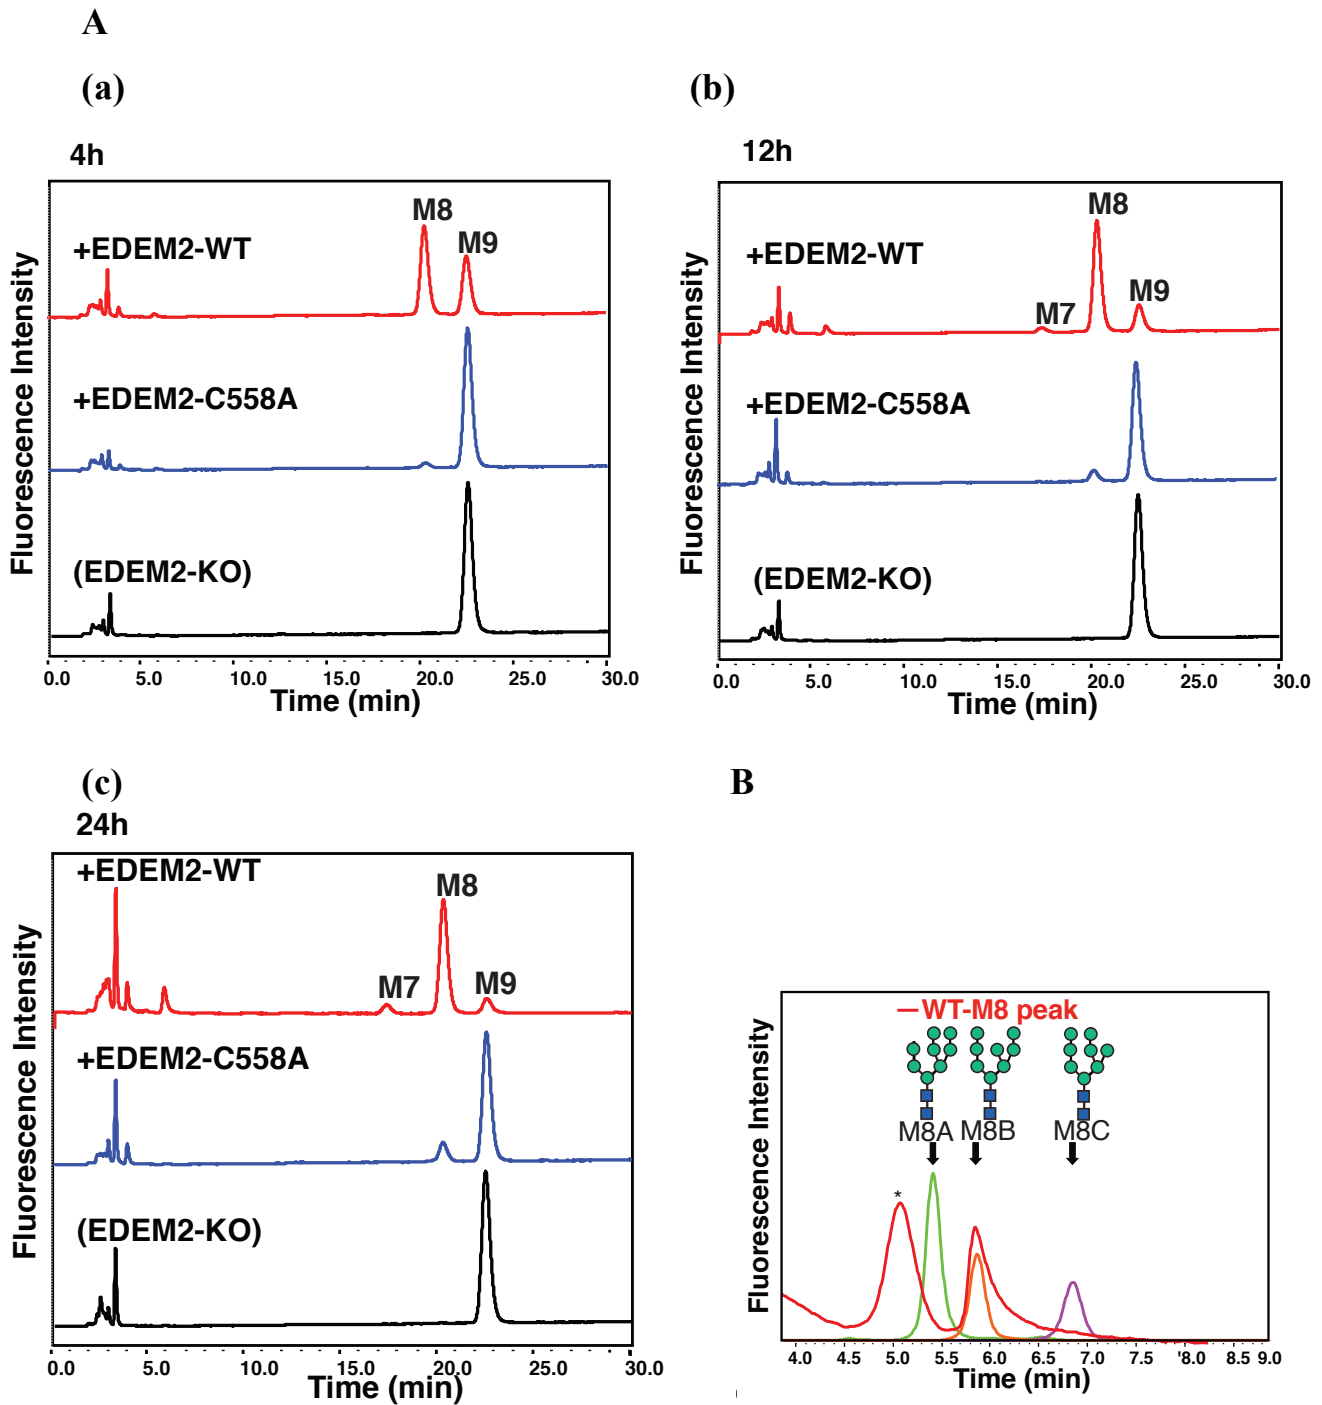 A
(a)
4h
Fluorescence Intensity
+EDEM2-WT
M8
M9
+EDEM2-C558A
(EDEM2-KO)
0.0 5.0 10.0 15.0 20.0 25.0 30.0
Time (min)
(b)
12h
Fluorescence Intensity
+EDEM2-WT
M7
M8
M9
+EDEM2-C558A
(EDEM2-KO)
0.0 5.0 10.0 15.0 20.0 25.0 30.0
Time (min)
(c)
24h
Fluorescence Intensity
+EDEM2-WT
M7
M8
M9
+EDEM2-C558A
(EDEM2-KO)
0.0 5.0 10.0 15.0 20.0 25.0 30.0
Time (min)
B
Fluorescence Intensity
WT-M8 peak
M8A M8B M8C
*
4.0 4.5 5.0 5.5 6.0 6.5 7.0 7.5 8.0 8.5 9.0
Time (min)